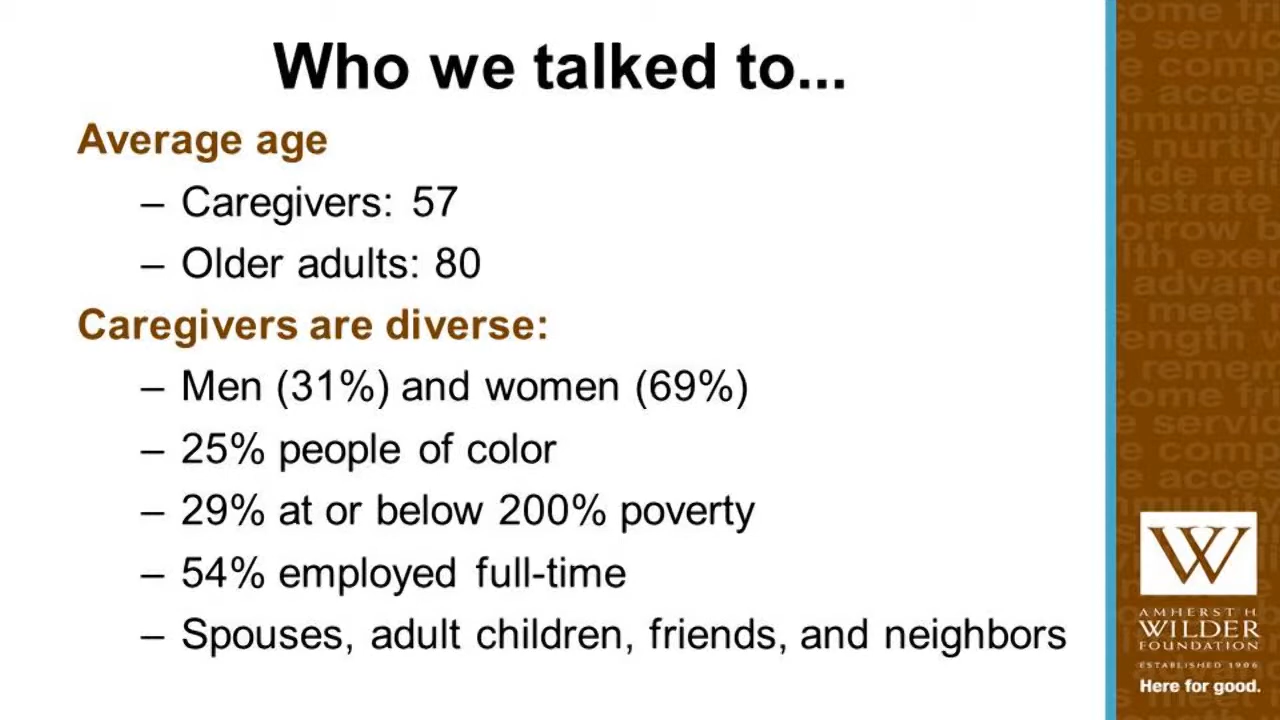 Who we talked to...
Average age
– Caregivers: 57
– Older adults: 80
Caregivers are diverse:
– Men (31%) and women (69%)
– 25% people of color
– 29% at or below 200% poverty
– 54% employed full-time
– Spouses, adult children, friends, and neighbors
W
AMHERST H
WILDER
FOUNDATION
ESTABLISHED 1906
Here for good.